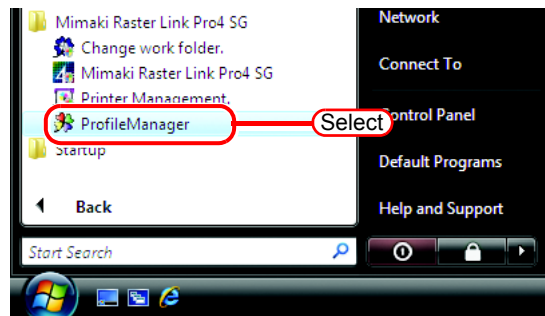 Mimaki Raster Link Pro4 SG
Change work folder.
Mimaki Raster Link Pro4 SG
Printer Management.
ProfileManager
Select
Startup
Back
Start Search
Network
Connect To
Control Panel
Default Programs
Help and Support